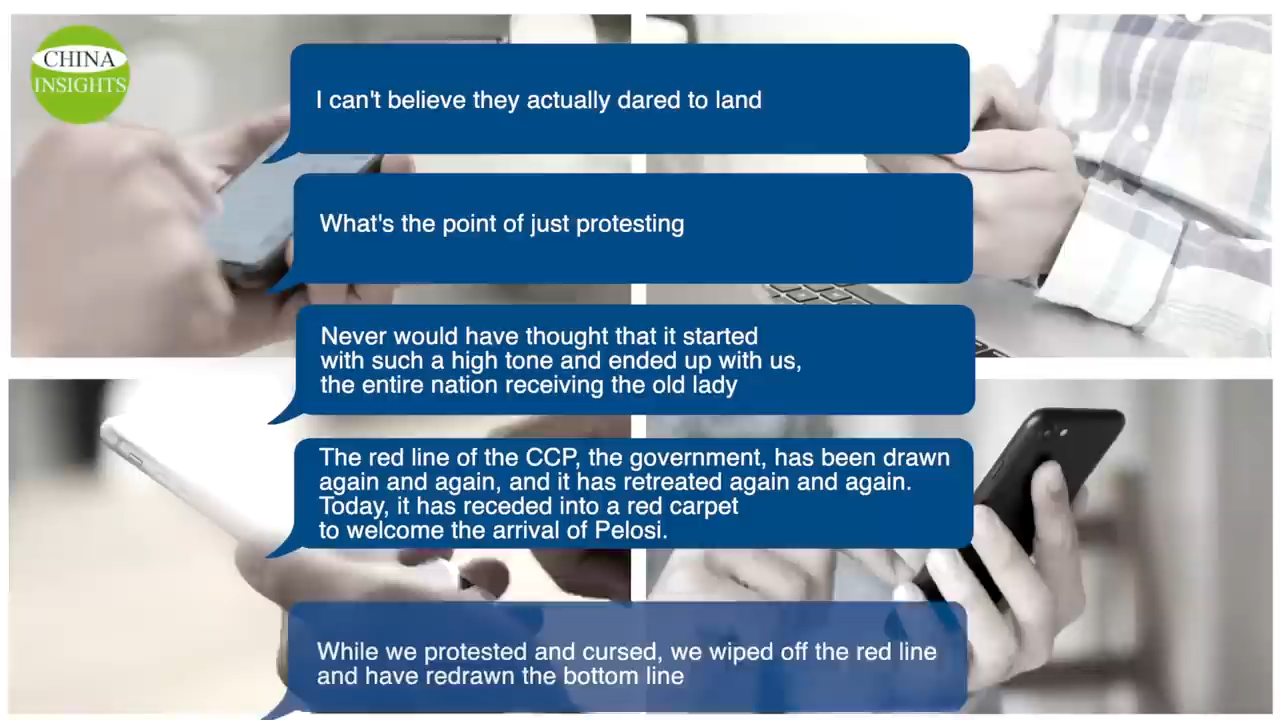 CHINA
INSIGHTS
I can't believe they actually dared to land
What's the point of just protesting
Never would have thought that it started
with such a high tone and ended up with us,
the entire nation receiving the old lady
The red line of the CCP, the government, has been drawn
again and again, and it has retreated again and again.
Today, it has receded into a red carpet
to welcome the arrival of Pelosi.
While we protested and cursed, we wiped off the red line
and have redrawn the bottom line